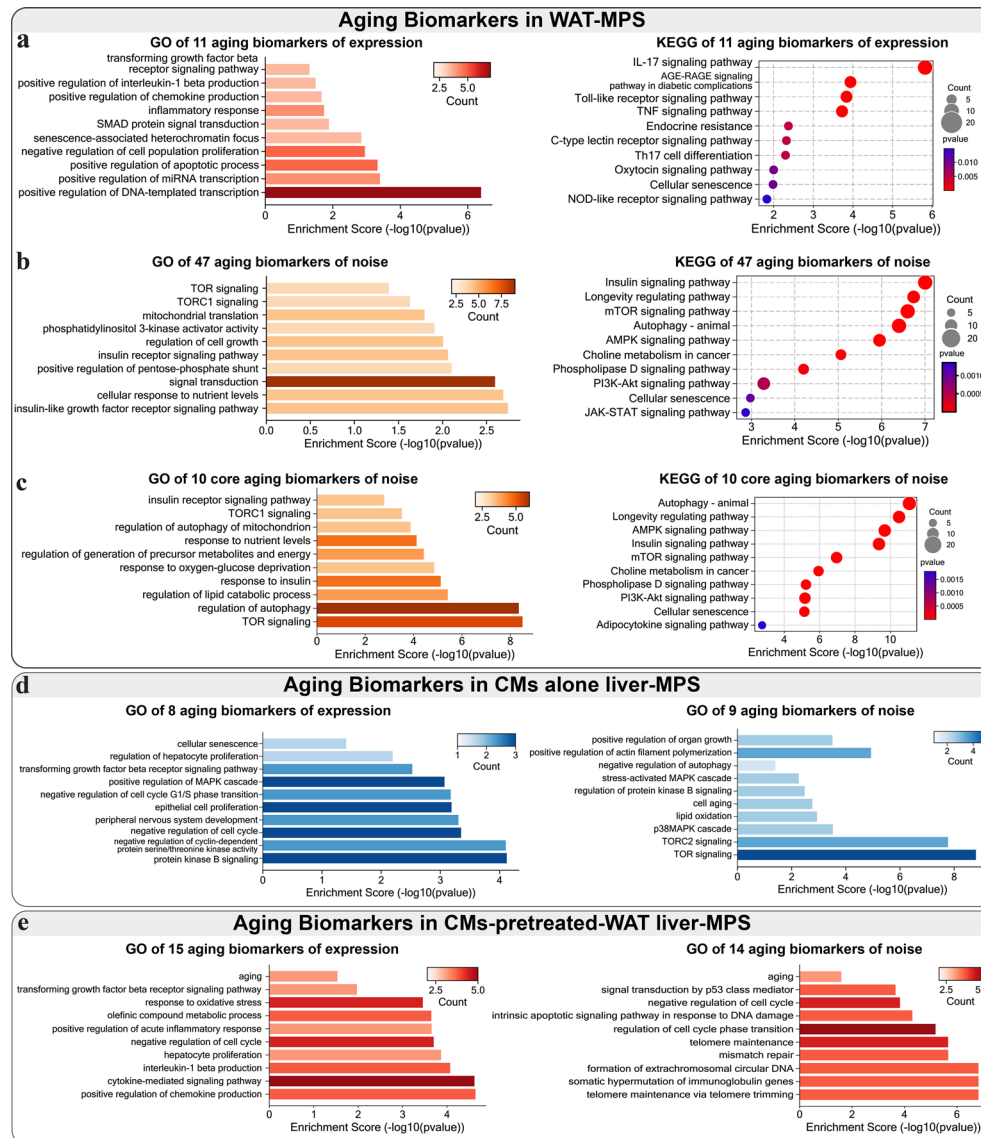 Aging Biomarkers in WAT-MPS
a
GO of 11 aging biomarkers of expression
transforming growth factor beta
receptor signaling pathway
positive regulation of interleukin-1 beta production
positive regulation of chemokine production
inflammatory response
SMAD protein signal transduction
senescence-associated heterochromatin focus
negative regulation of cell population proliferation
positive regulation of apoptotic process
positive regulation of miRNA transcription
positive regulation of DNA-templated transcription
0 2 4 6
Enrichment Score (-log10(pvalue))
2.5 5.0
Count
KEGG of 11 aging biomarkers of expression
IL-17 signaling pathway
AGE-RAGE signaling
pathway in diabetic complications
Toll-like receptor signaling pathway
TNF signaling pathway
Endocrine resistance
C-type lectin receptor signaling pathway
Th17 cell differentiation
Oxytocin signaling pathway
Cellular senescence
NOD-like receptor signaling pathway
2 3 4 5 6
Enrichment Score (-log10(pvalue))
Count
5
10
20
pvalue
0.010
0.005
b
GO of 47 aging biomarkers of noise
TOR signaling
TORC1 signaling
mitochondrial translation
phosphatidylinositol 3-kinase activator activity
regulation of cell growth
insulin receptor signaling pathway
positive regulation of pentose-phosphate shunt
signal transduction
cellular response to nutrient levels
insulin-like growth factor receptor signaling pathway
0.0 0.5 1.0 1.5 2.0 2.5
Enrichment Score (-log10(pvalue))
2.5 5.0 7.5
Count
KEGG of 47 aging biomarkers of noise
Insulin signaling pathway
Longevity regulating pathway
mTOR signaling pathway
Autophagy - animal
AMPK signaling pathway
Choline metabolism in cancer
Phospholipase D signaling pathway
PI3K-Akt signaling pathway
Cellular senescence
JAK-STAT signaling pathway
3 4 5 6 7
Enrichment Score (-log10(pvalue))
Count
5
10
20
pvalue
0.0010
0.0005
c
GO of 10 core aging biomarkers of noise
insulin receptor signaling pathway
TORC1 signaling
regulation of autophagy of mitochondrion
response to nutrient levels
regulation of generation of precursor metabolites and energy
response to oxygen-glucose deprivation
response to insulin
regulation of lipid catabolic process
regulation of autophagy
TOR signaling
0 2 4 6 8
Enrichment Score (-log10(pvalue))
2.5 5.0
Count
KEGG of 10 core aging biomarkers of noise
Autophagy - animal
Longevity regulating pathway
AMPK signaling pathway
Insulin signaling pathway
mTOR signaling pathway
Choline metabolism in cancer
Phospholipase D signaling pathway
PI3K-Akt signaling pathway
Cellular senescence
Adipocytokine signaling pathway
4 6 8 10
Enrichment Score (-log10(pvalue))
Count
5
10
20
pvalue
0.0015
0.0010
0.0005
d
Aging Biomarkers in CMs alone liver-MPS
GO of 8 aging biomarkers of expression
cellular senescence
regulation of hepatocyte proliferation
transforming growth factor beta receptor signaling pathway
positive regulation of MAPK cascade
negative regulation of cell cycle G1/S phase transition
epithelial cell proliferation
peripheral nervous system development
negative regulation of cell cycle
negative regulation of cyclin-dependent
protein serine/threonine kinase activity
protein kinase B signaling
0 1 2 3 4
Enrichment Score (-log10(pvalue))
1 2 3
Count
GO of 9 aging biomarkers of noise
positive regulation of organ growth
positive regulation of actin filament polymerization
negative regulation of autophagy
stress-activated MAPK cascade
regulation of protein kinase B signaling
cell aging
lipid oxidation
p38MAPK cascade
TORC2 signaling
TOR signaling
0 2 4 6 8
Enrichment Score (-log10(pvalue))
2 4
Count
e
Aging Biomarkers in CMs-pretreated-WAT liver-MPS
GO of 15 aging biomarkers of expression
aging
transforming growth factor beta receptor signaling pathway
response to oxidative stress
olefinic compound metabolic process
positive regulation of acute inflammatory response
negative regulation of cell cycle
hepatocyte proliferation
interleukin-1 beta production
cytokine-mediated signaling pathway
positive regulation of chemokine production
0 1 2 3 4
Enrichment Score (-log10(pvalue))
2.5 5.0
Count
GO of 14 aging biomarkers of noise
aging
signal transduction by p53 class mediator
negative regulation of cell cycle
intrinsic apoptotic signaling pathway in response to DNA damage
regulation of cell cycle phase transition
telomere maintenance
mismatch repair
formation of extrachromosomal circular DNA
somatic hypermutation of immunoglobulin genes
telomere maintenance via telomere trimming
0 2 4 6
Enrichment Score (-log10(pvalue))
2.5 5.0
Count